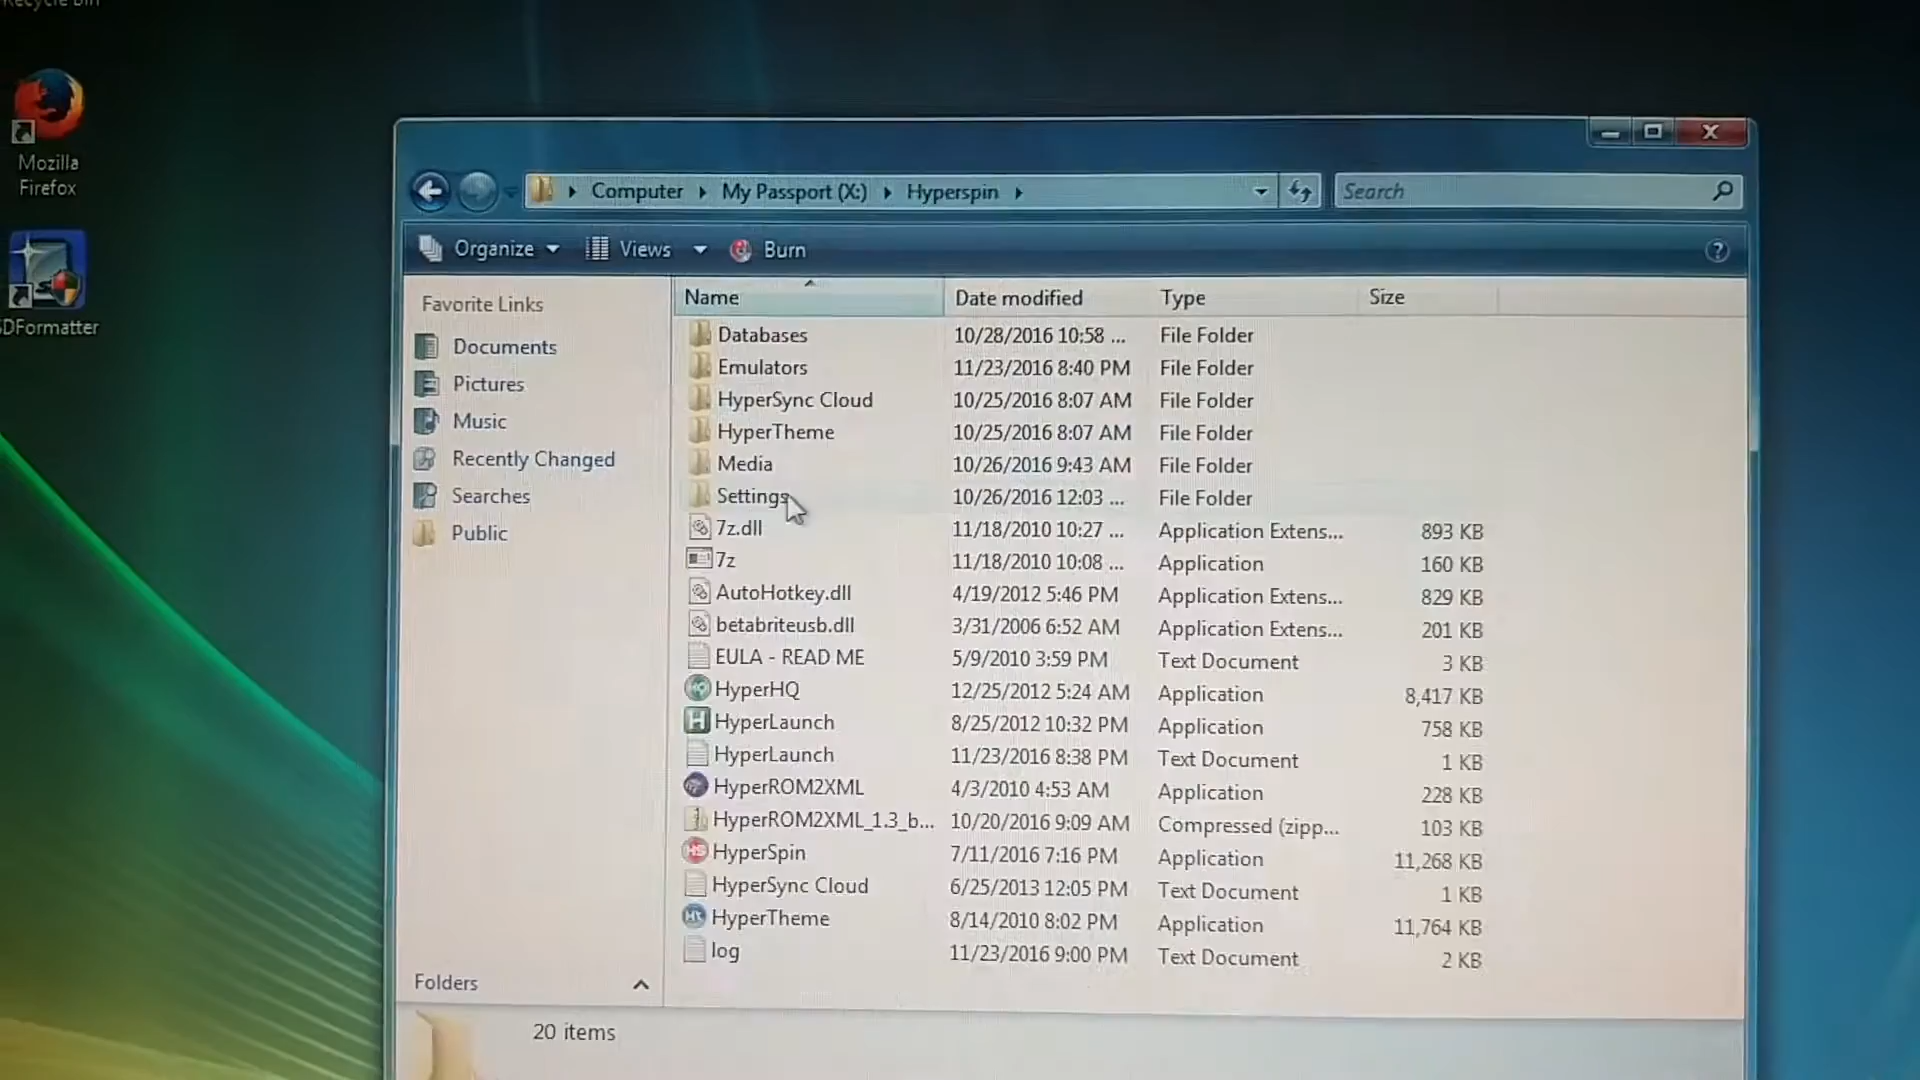 Recycle Bin
Mozilla
Firefox
SDFormatter
Computer My Passport (X:) Hyperspin
Search
Organize Views Burn
Favorite Links
Documents
Pictures
Music
Recently Changed
Searches
Public
Folders
Name Date modified Type Size
Databases 10/28/2016 10:58 ... File Folder
Emulators 11/23/2016 8:40 PM File Folder
HyperSync Cloud 10/25/2016 8:07 AM File Folder
HyperTheme 10/25/2016 8:07 AM File Folder
Media 10/26/2016 9:43 AM File Folder
Settings 10/26/2016 12:03 ... File Folder
7z.dll 11/18/2010 10:27 ... Application Extens... 893 KB
7z 11/18/2010 10:08 ... Application 160 KB
AutoHotkey.dll 4/19/2012 5:46 PM Application Extens... 829 KB
betabriteusb.dll 3/31/2006 6:52 AM Application Extens... 201 KB
EULA - READ ME 5/9/2010 3:59 PM Text Document 3 KB
HyperHQ 12/25/2012 5:24 AM Application 8,417 KB
HyperLaunch 8/25/2012 10:32 PM Application 758 KB
HyperLaunch 11/23/2016 8:38 PM Text Document 1 KB
HyperROM2XML 4/3/2010 4:53 AM Application 228 KB
HyperROM2XML_1.3_b... 10/20/2016 9:09 AM Compressed (zipp... 103 KB
HyperSpin 7/11/2016 7:16 PM Application 11,268 KB
HyperSync Cloud 6/25/2013 12:05 PM Text Document 1 KB
HyperTheme 8/14/2010 8:02 PM Application 11,764 KB
log 11/23/2016 9:00 PM Text Document 2 KB
20 items